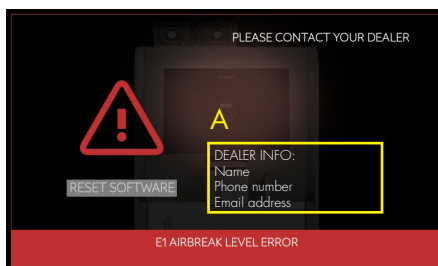 PLEASE CONTACT YOUR DEALER
A
DEALER INFO:
Name
Phone number
Email address
RESET SOFTWARE
E1 AIRBREAK LEVEL ERROR